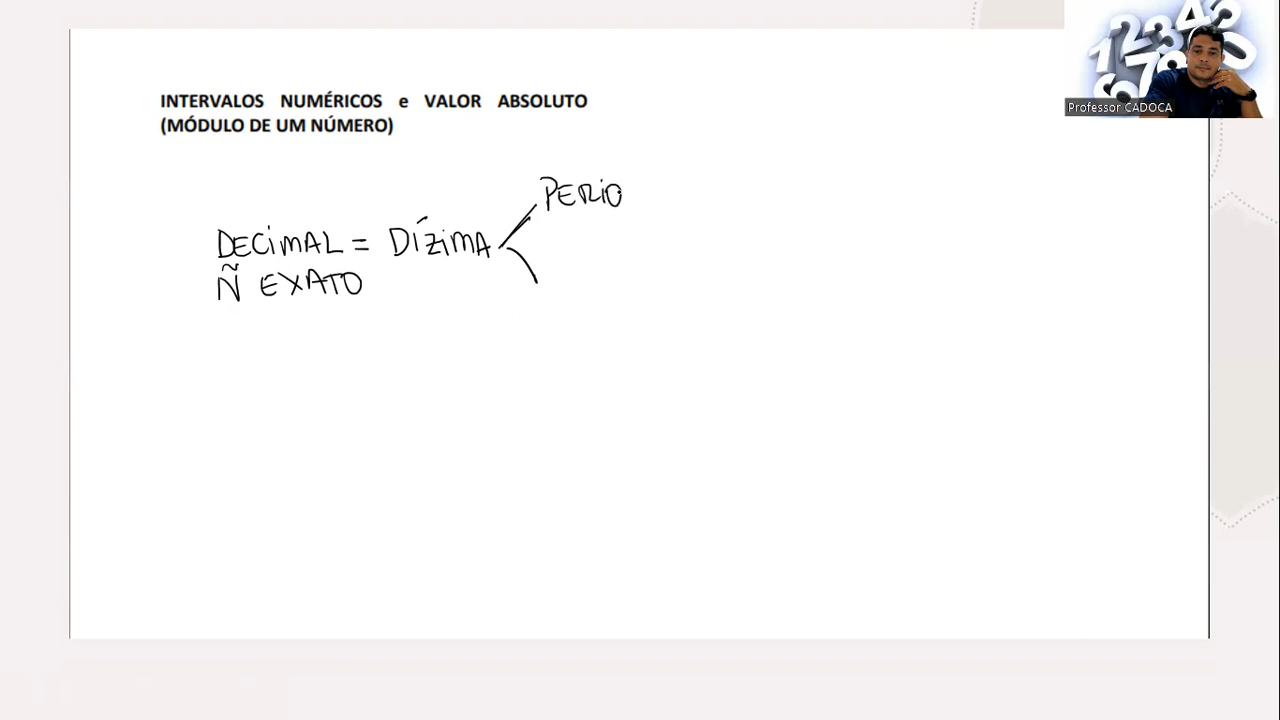 INTERVALOS NUMÉRICOS e VALOR ABSOLUTO
(MÓDULO DE UM NÚMERO)
Professor CADOCA
PERIO
DECIMAL = DÍZIMA
Ñ EXATO